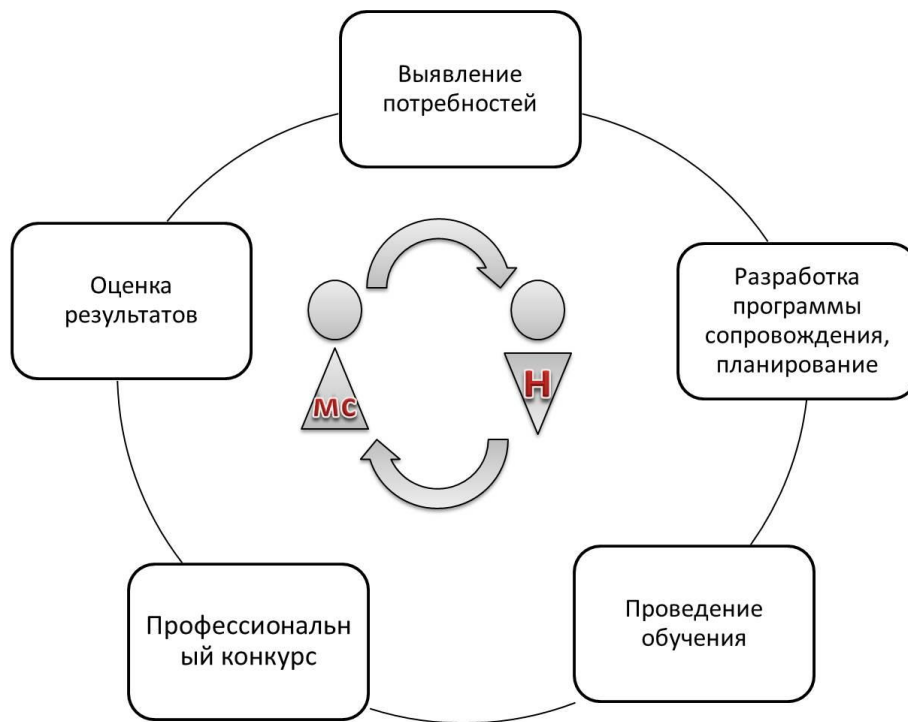 Выявление
потребностей
Разработка
программы
сопровождения,
планирование
Проведение
обучения
Профессиональн
ый конкурс
Оценка
результатов
мс
Н